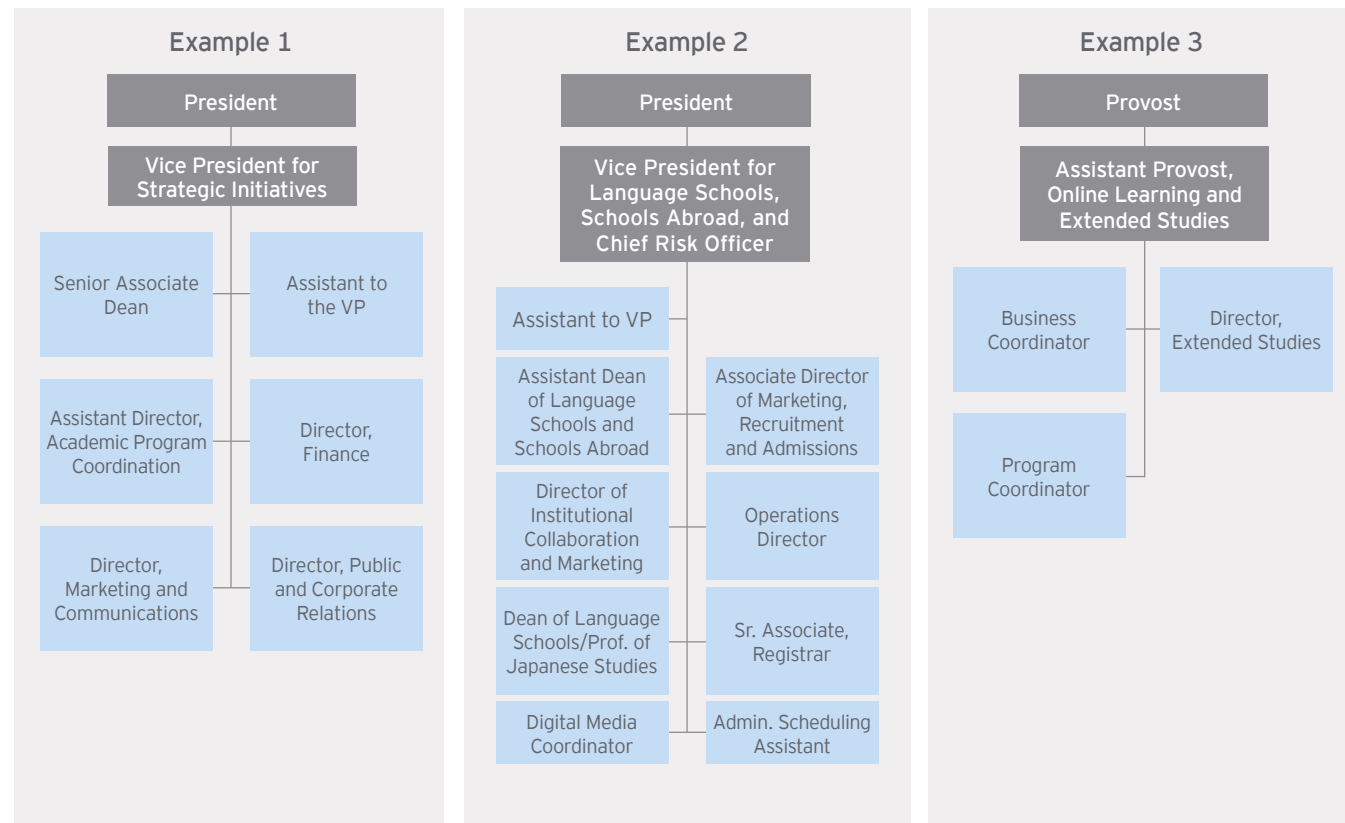 Example 1
President
Vice President for
Strategic Initiatives
Senior Associate
Dean
Assistant to
the VP
Assistant Director,
Academic Program
Coordination
Director,
Finance
Director,
Marketing and
Communications
Director, Public
and Corporate
Relations
Example 2
President
Vice President for
Language Schools,
Schools Abroad, and
Chief Risk Officer
Assistant to VP
Assistant Dean
of Language
Schools and
Schools Abroad
Associate Director
of Marketing,
Recruitment
and Admissions
Director of
Institutional
Collaboration
and Marketing
Operations
Director
Dean of Language
Schools/Prof. of
Japanese Studies
Sr. Associate,
Registrar
Digital Media
Coordinator
Admin. Scheduling
Assistant
Example 3
Provost
Assistant Provost,
Online Learning and
Extended Studies
Business
Coordinator
Director,
Extended Studies
Program
Coordinator